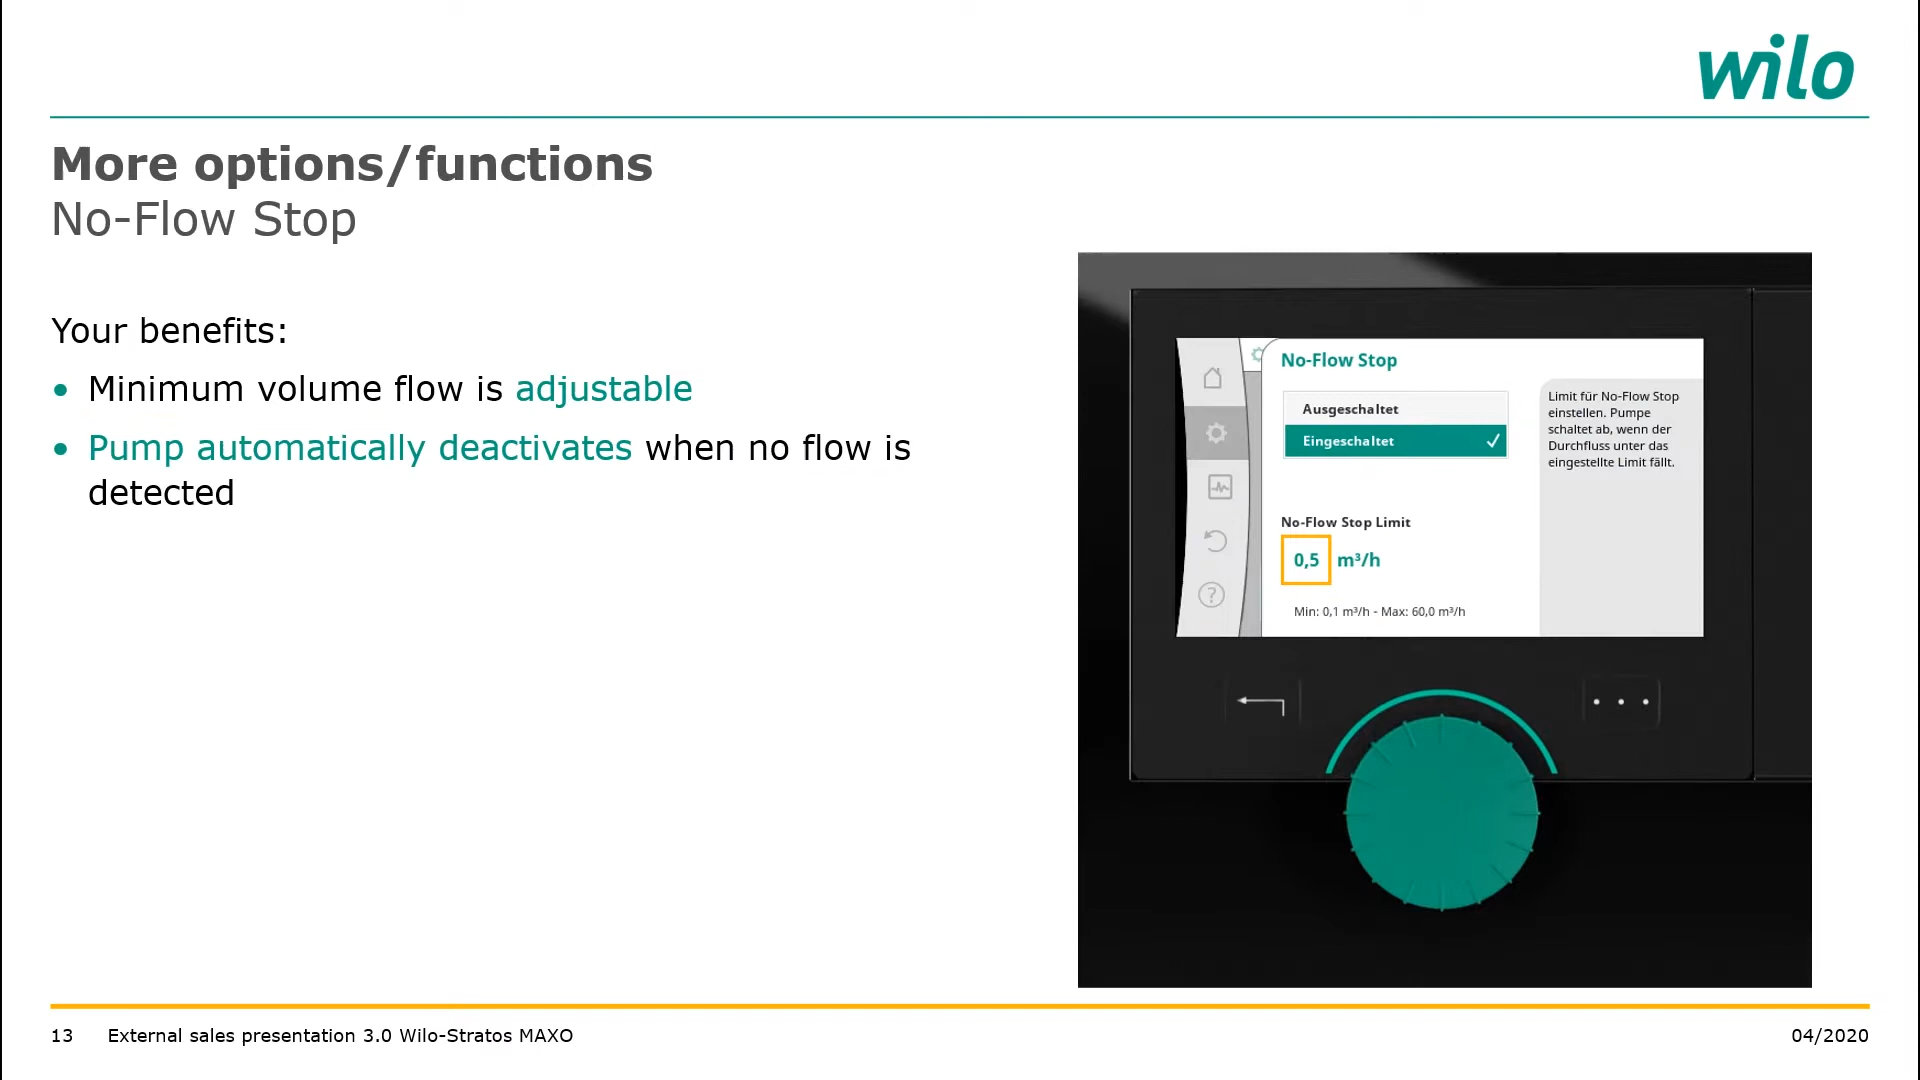 wilo
More options/functions
No-Flow Stop
Your benefits:
• Minimum volume flow is adjustable
• Pump automatically deactivates when no flow is
detected
No-Flow Stop
Ausgeschaltet
Eingeschaltet
No-Flow Stop Limit
0,5 m³/h
Min: 0,1 m³/h - Max: 60,0 m³/h
Limit für No-Flow Stop
einstellen. Pumpe
schaltet ab, wenn der
Durchfluss unter das
eingestellte Limit fällt.
13 External sales presentation 3.0 Wilo-Stratos MAXO
04/2020